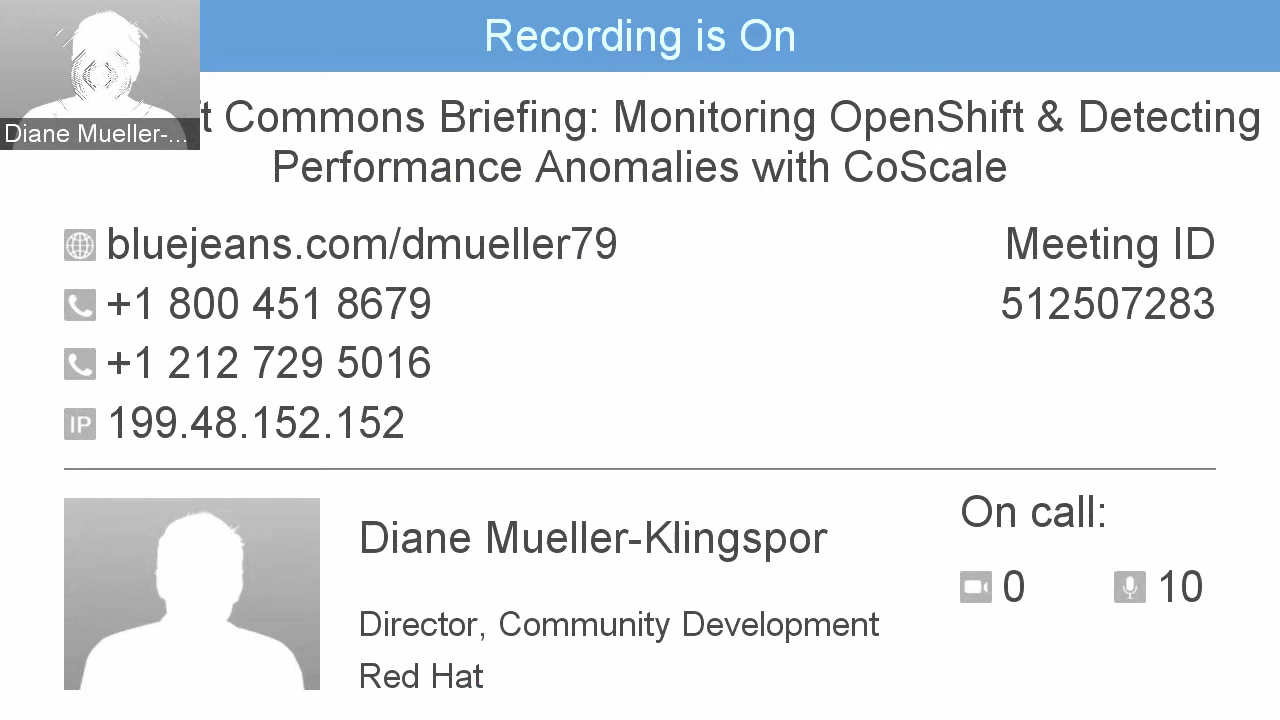 Recording is On
Diane Mueller-...
t Commons Briefing: Monitoring OpenShift & Detecting
Performance Anomalies with CoScale
bluejeans.com/dmueller79
Meeting ID
+1 800 451 8679
512507283
+1 212 729 5016
IP 199.48.152.152
Diane Mueller-Klingspor
On call:
0 10
Director, Community Development
Red Hat